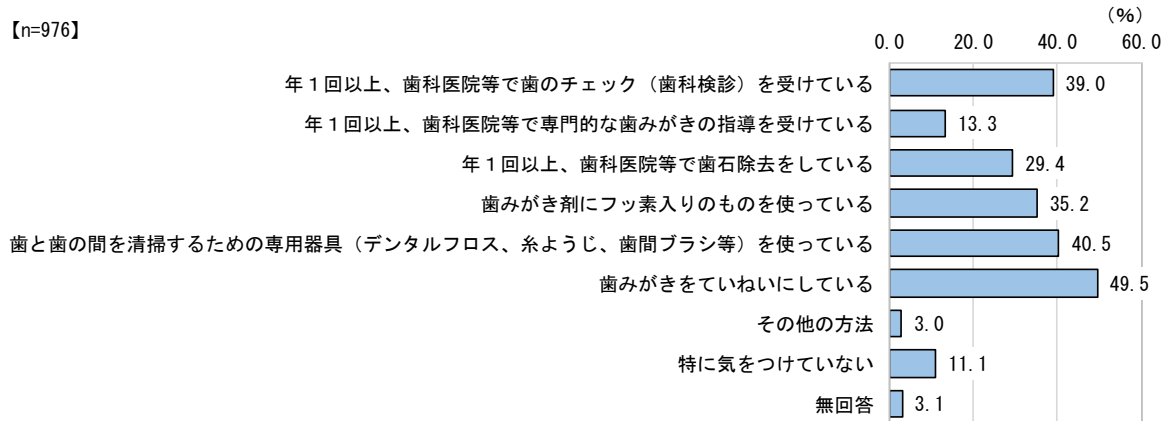 【n=976】
（%）
0.0 20.0 40.0 60.0
年１回以上、歯科医院等で歯のチェック（歯科検診）を受けている 39.0
年１回以上、歯科医院等で専門的な歯みがきの指導を受けている 13.3
年１回以上、歯科医院等で歯石除去をしている 29.4
歯みがき剤にフッ素入りのものを使っている 35.2
歯と歯の間を清掃するための専用器具（デンタルフロス、糸ようじ、歯間ブラシ等）を使っている 40.5
歯みがきをていねいにしている 49.5
その他の方法 3.0
特に気をつけていない 11.1
無回答 3.1